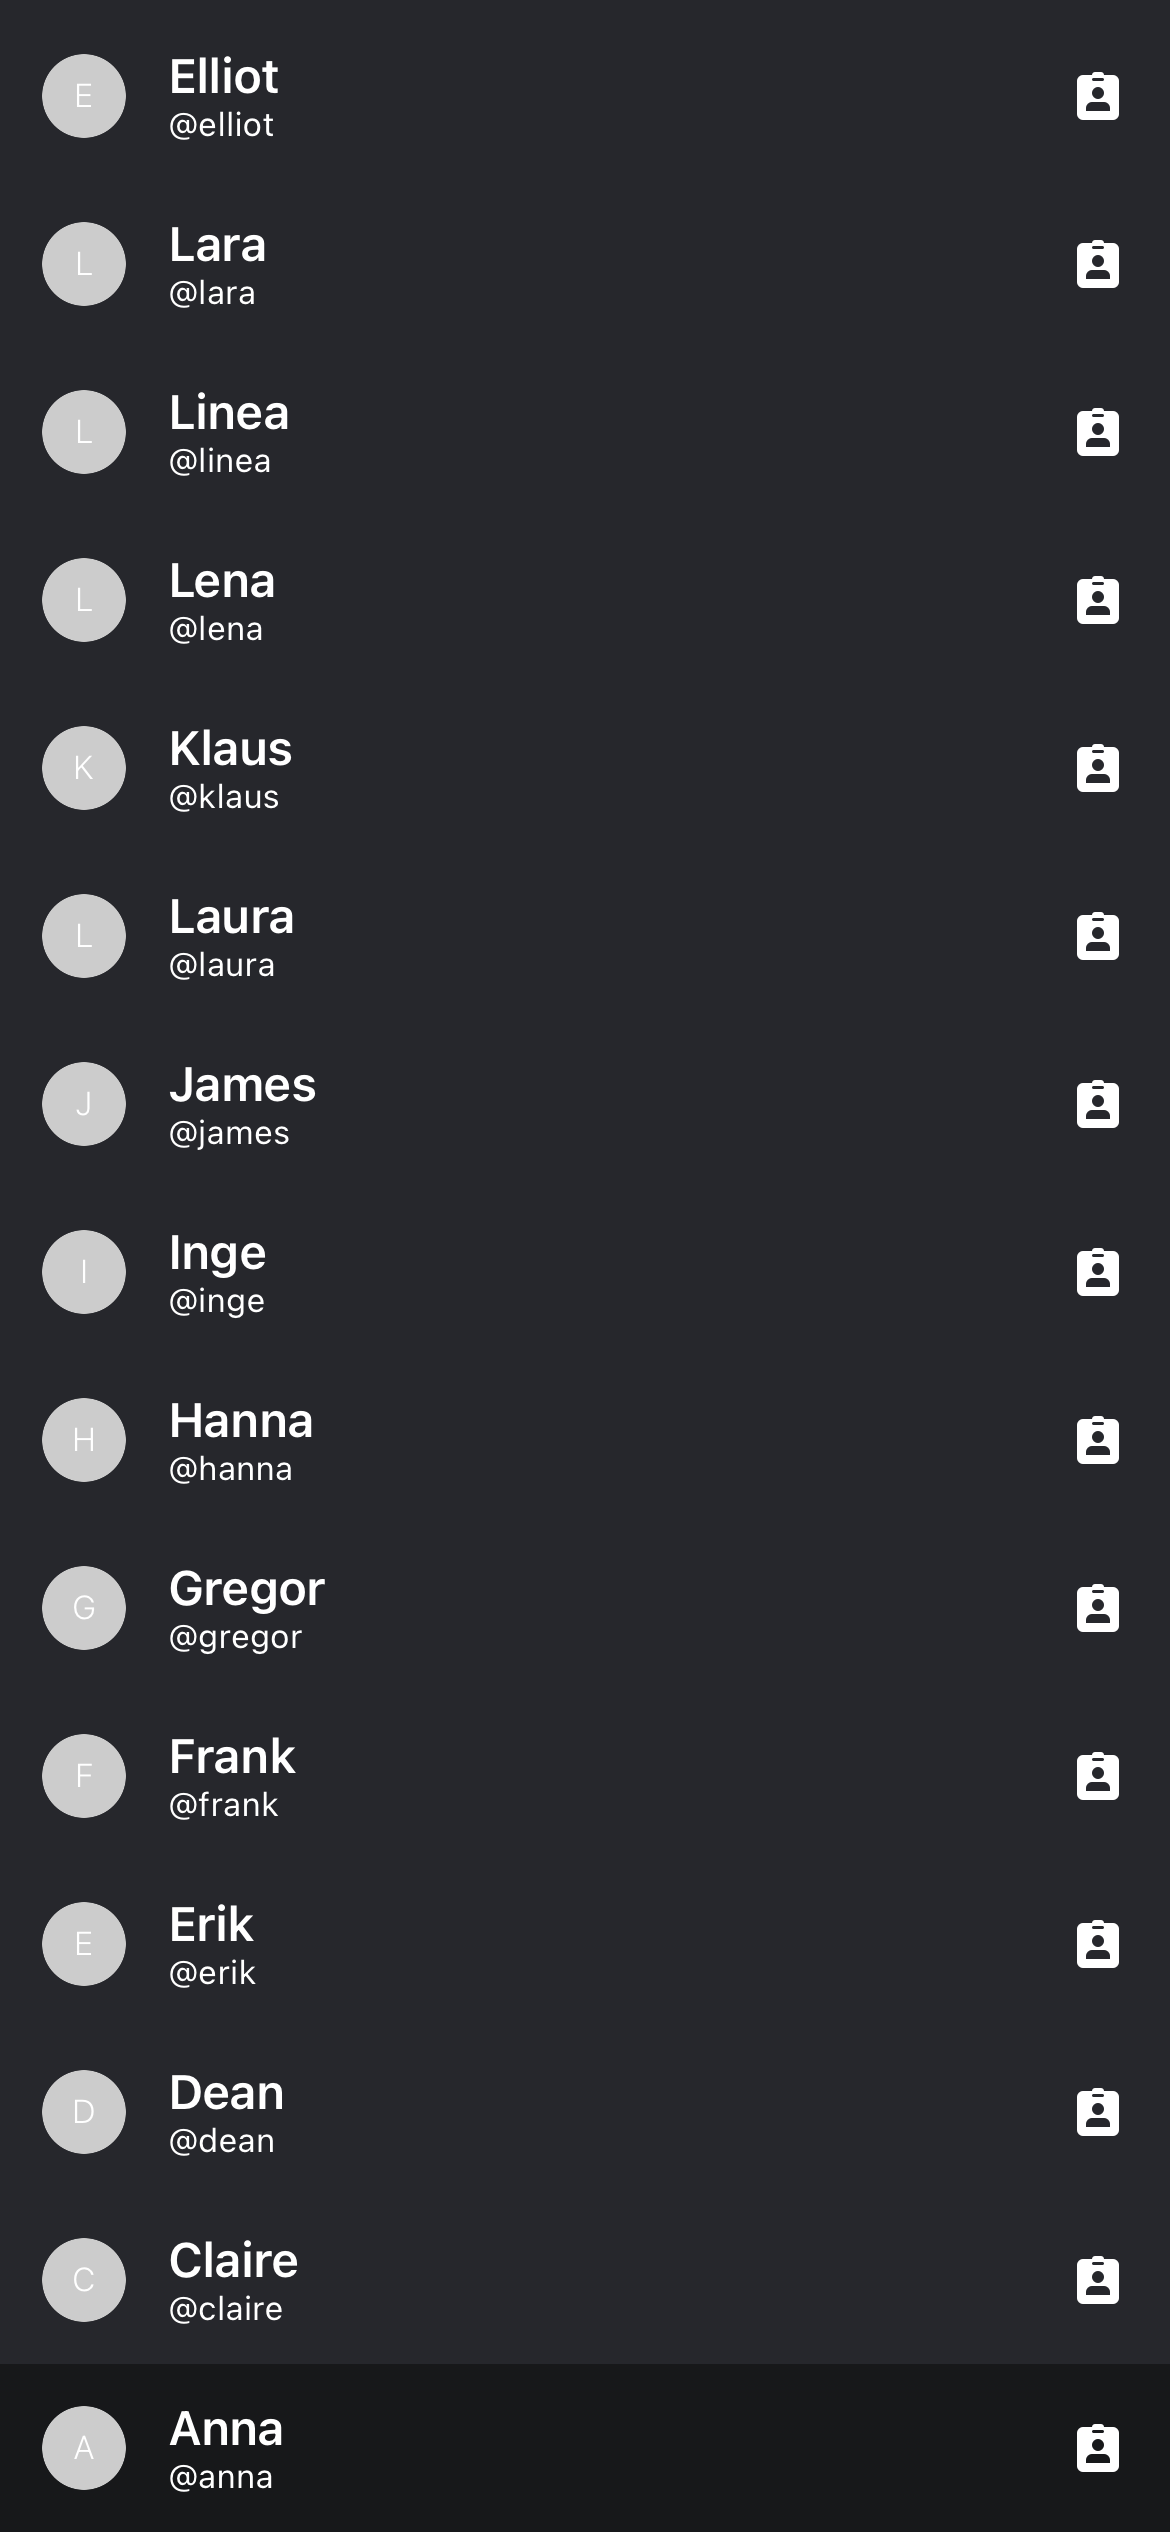 E
Elliot
@elliot
L
Lara
@lara
L
Linea
@linea
L
Lena
@lena
K
Klaus
@klaus
L
Laura
@laura
J
James
@james
I
Inge
@inge
H
Hanna
@hanna
G
Gregor
@gregor
F
Frank
@frank
E
Erik
@erik
D
Dean
@dean
C
Claire
@claire
A
Anna
@anna